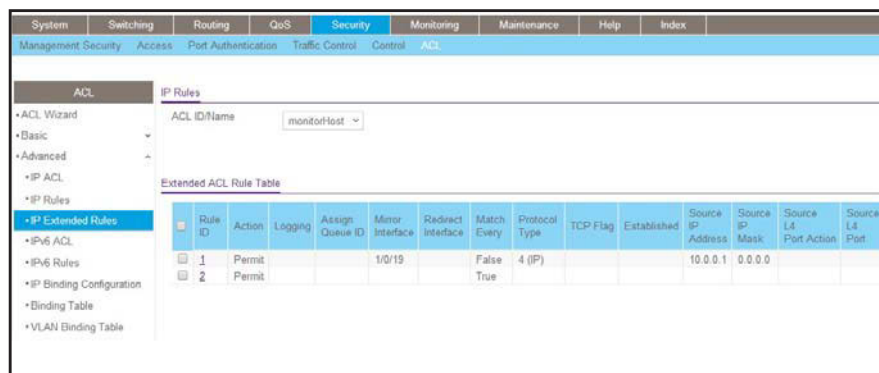 System Switching Routing QoS Security Monitoring Maintenance Help Index
Management Security Access Port Authentication Traffic Control Control ACL
ACL
• ACL Wizard
• Basic
• Advanced
• IP ACL
• IP Rules
• IP Extended Rules
• IPv6 ACL
• IPv6 Rules
• IP Binding Configuration
• Binding Table
• VLAN Binding Table
IP Rules
ACL ID/Name monitorHost
Extended ACL Rule Table
Rule ID Action Logging Assign Queue ID Mirror Interface Redirect Interface Match Every Protocol Type TCP Flag Established Source IP Address Source IP Mask Source L4 Port Action Source L4 Port
1 Permit 1/0/19 False 4 (IP) 10.0.0.1 0.0.0.0
2 Permit True